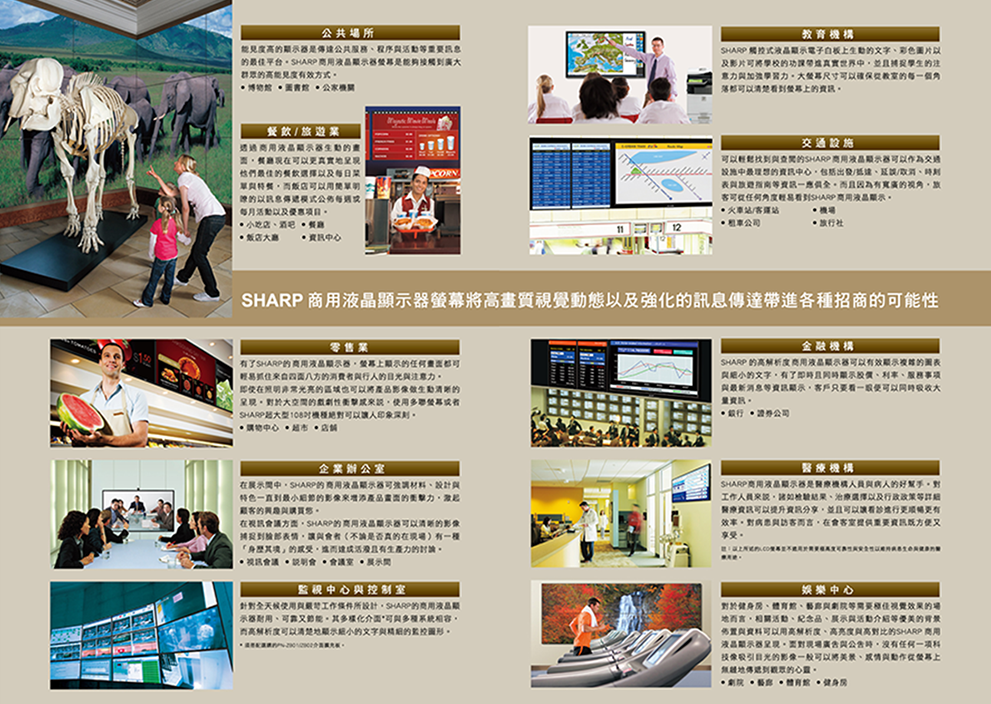 公共場所
能見度高的顯示器是傳達公共服務、程序與活動等重要訊息
的最佳平台。SHARP商用液晶顯示器螢幕是能夠接觸到廣大
群眾的高能見度有效方式。
▪ 博物館 ▪ 圖書館 ▪ 公家機關
餐飲/旅遊業
透過商用液晶顯示器生動的畫
面，餐廳現在可以更真實地呈現
他們最佳的餐飲選擇以及每日菜
單與特餐，而飯店可以用簡單明
瞭的以訊息傳遞模式公佈每週或
每月活動以及優惠項目。
▪ 小吃店、酒吧 ▪ 餐廳
▪ 飯店大廳 ▪ 資訊中心
教育機構
SHARP 觸控式液晶顯示電子白板上生動的文字、彩色圖片以
及影片可將學校的功課帶進真實世界中，並且捕捉學生的注
意力與加強學習力。大螢幕尺寸可以確保從教室的每一個角
落都可以清楚看到螢幕上的資訊。
交通設施
可以輕鬆找到與查閱的SHARP商用液晶顯示器可以作為交通
設施中最理想的資訊中心，包括出發/抵達、延誤/取消、時刻
表與旅遊指南等資訊一應俱全。而且因為有寬廣的視角，旅
客可從任何角度輕易看到SHARP商用液晶顯示。
▪ 火車站/客運站 ▪ 機場
▪ 租車公司 ▪ 旅行社
11
12
CORN
SHARP 商用液晶顯示器螢幕將高畫質視覺動態以及強化的訊息傳達帶進各種招商的可能性
零售業
有了SHARP的商用液晶顯示器，螢幕上顯示的任何畫面都可
輕易抓住來自四面八方的消費者與行人的目光與注意力。
即使在照明非常光亮的區域也可以將產品影像做生動清晰的
呈現。對於大空間的戲劇性衝擊感來說，使用多聯螢幕或者
SHARP超大型108吋機種絕對可以讓人印象深刻。
▪ 購物中心 ▪ 超市 ▪ 店舖
企業辦公室
在展示間中，SHARP的商用液晶顯示器可強調材料、設計與
特色一直到最小細節的影像來增添產品畫面的衝擊力，激起
顧客的興趣與購買慾。
在視訊會議方面，SHARP的商用液晶顯示器可以清晰的影像
捕捉到臉部表情，讓與會者（不論是否真的在現場）有一種
「身歷其境」的感受，進而達成活潑且有生產力的討論。
▪ 視訊會議 ▪ 說明會 ▪ 會議室 ▪ 展示間
監視中心與控制室
針對全天候使用與嚴苛工作條件所設計，SHARP的商用液晶顯
示器耐用、可靠又節能。其多樣化介面*可與多種系統相容，
而高解析度可以清楚地顯示細小的文字與精細的監控圖形。
* 須搭配選購的PN-ZB01/ZB02介面擴充板。
金融機構
SHARP 的高解析度商用液晶顯示器可以有效顯示複雜的圖表
與細小的文字，有了即時且同時顯示股價、利率、服務事項
與最新消息等資訊顯示，客戶只要看一眼便可以同時吸收大
量資訊。
▪ 銀行 ▪ 證券公司
醫療機構
SHARP商用液晶顯示器是醫療機構人員與病人的好幫手。對
工作人員來說，諸如檢驗結果、治療選擇以及行政政策等詳細
醫療資訊可以提升資訊分享，並且可以讓看診進行更順暢更有
效率。對病患與訪客而言，在會客室提供重要資訊既方便又
享受。
註：以上所述的LCD螢幕並不適用於需要極高度可靠性與安全性以維持病患生命與健康的醫
療用途。
娛樂中心
對於健身房、體育館、藝廊與劇院等需要極佳視覺效果的場
地而言，相關活動、紀念品、展示與活動介紹等優美的背景
佈置與資料可以用高解析度、高亮度與高對比的SHARP 商用
液晶顯示器呈現。面對現場廣告與公告時，沒有任何一項科
技像吸引目光的影像一般可以將美景、感情與動作從螢幕上
無縫地傳遞到觀眾的心靈。
▪ 劇院 ▪ 藝廊 ▪ 體育館 ▪ 健身房